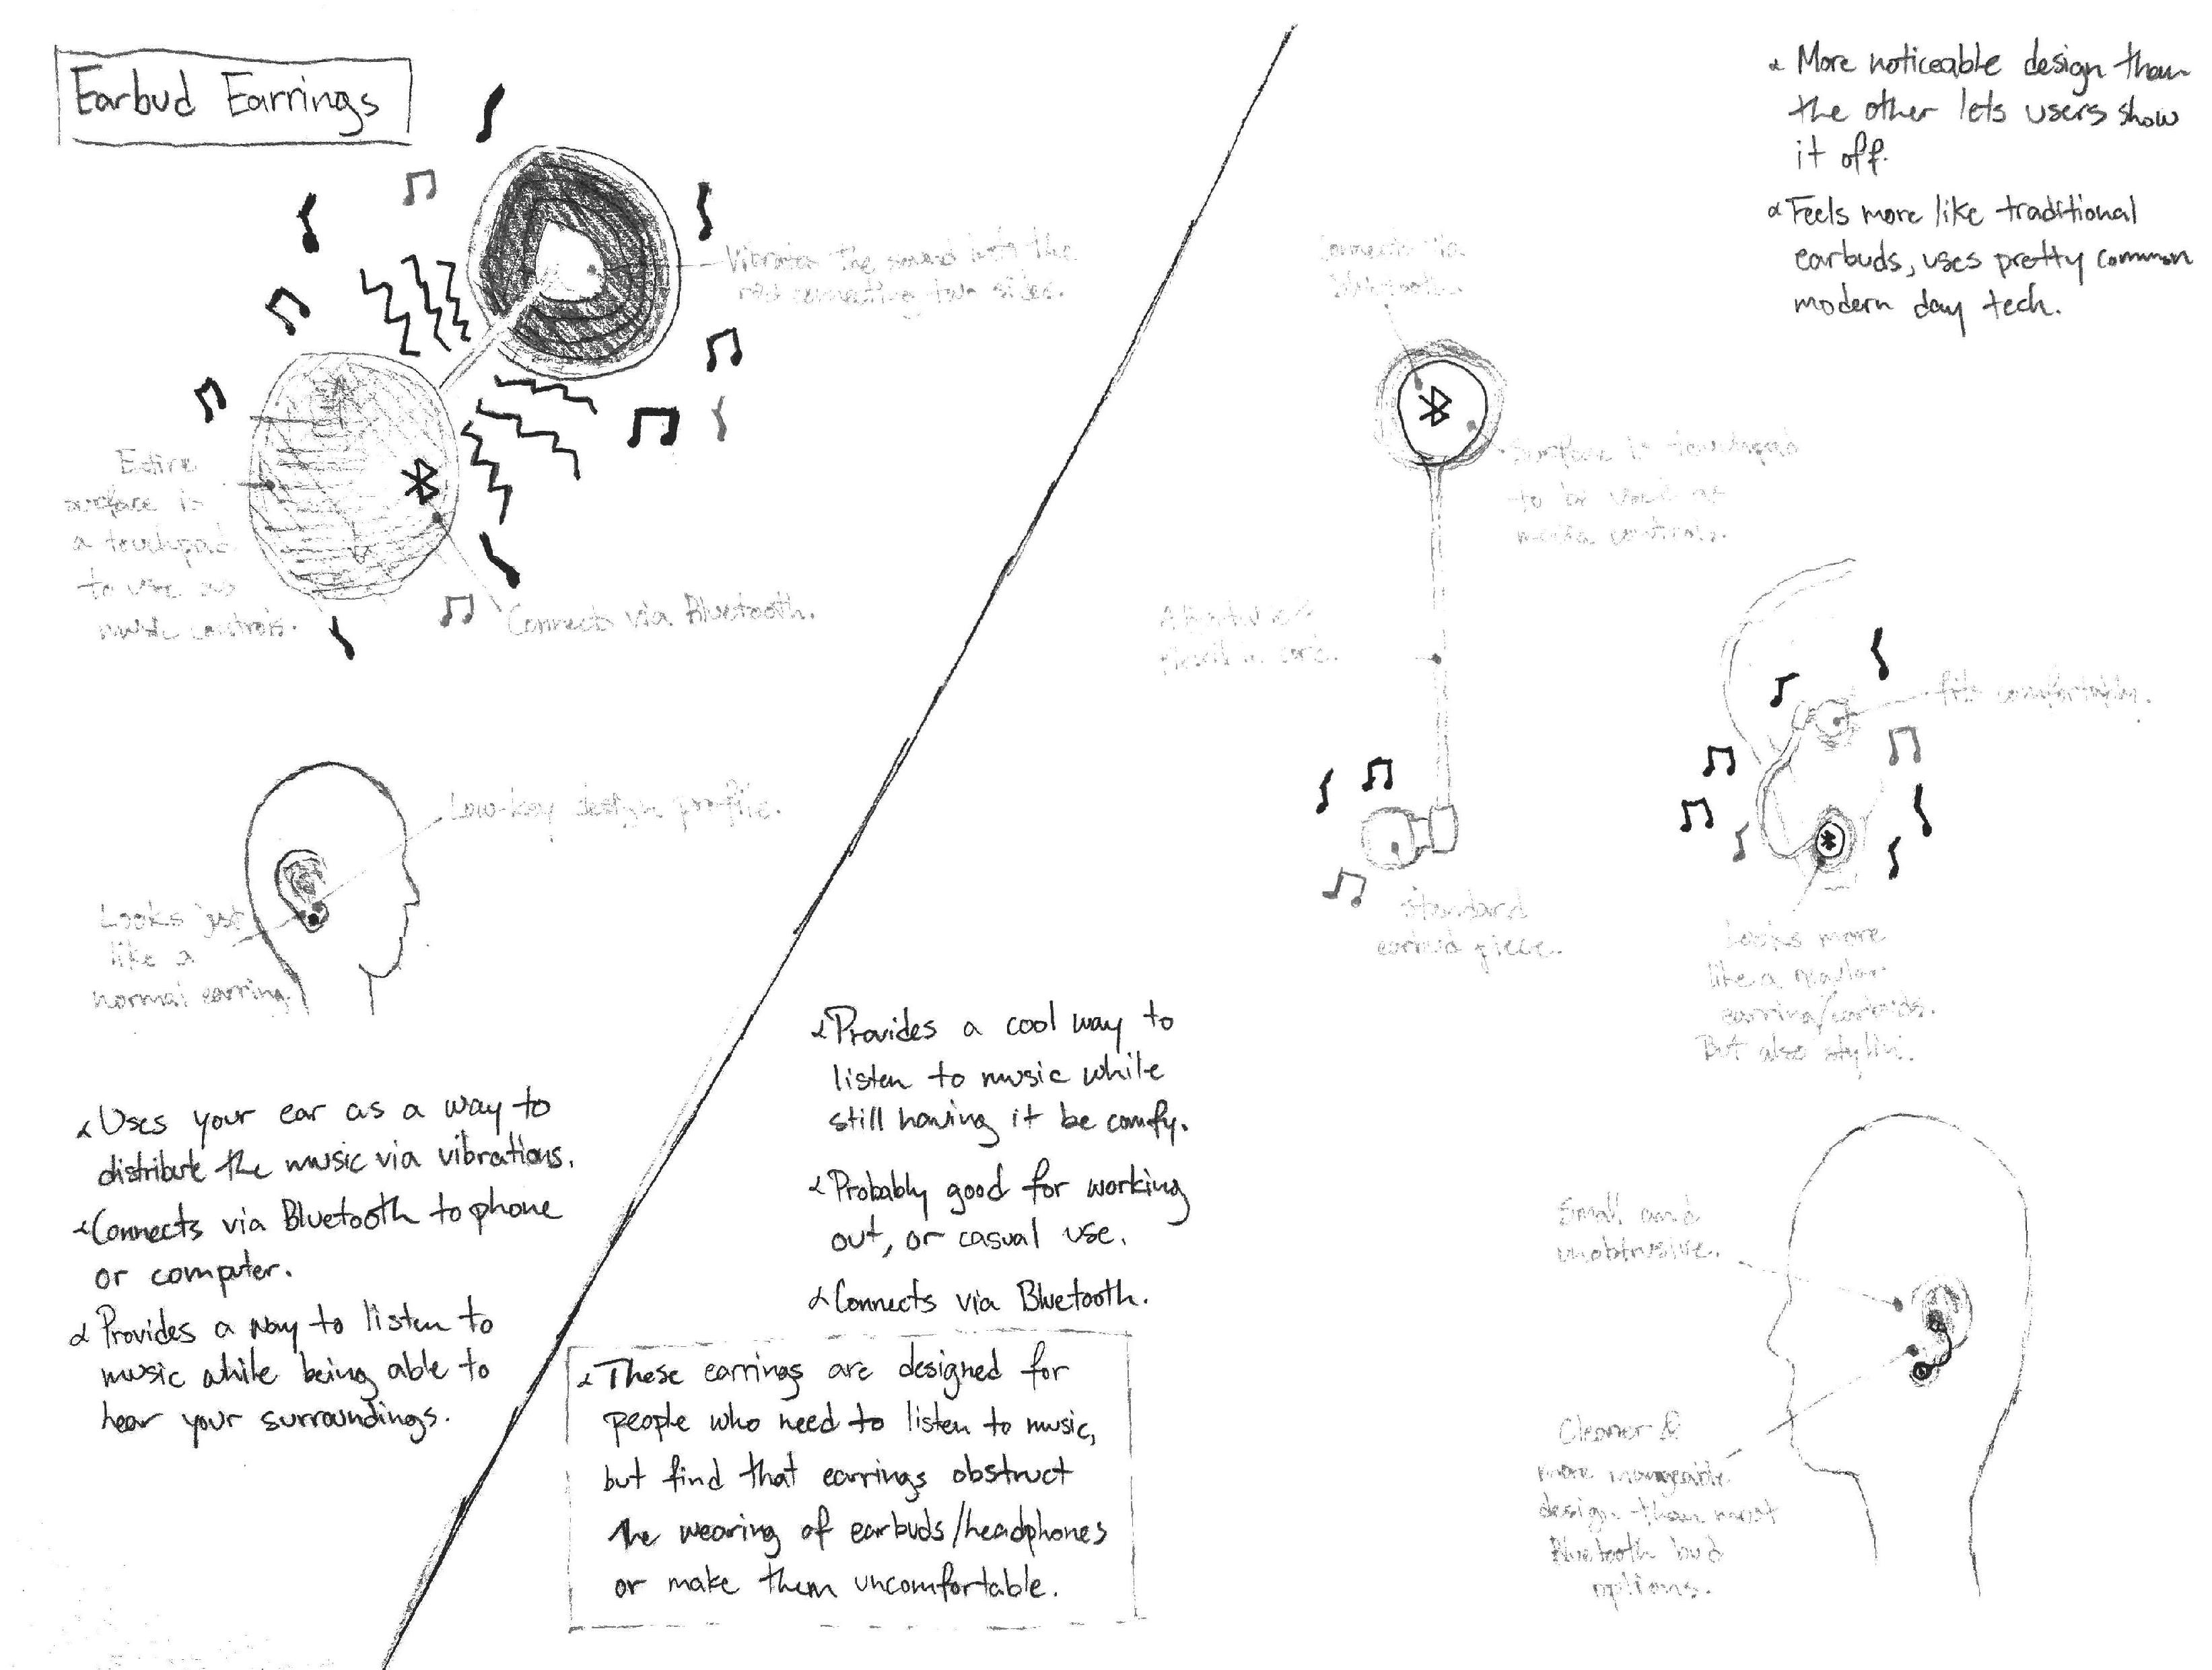 Earbud Earrings
Vibrates the sound into the
rod connecting two sides.
Entire
surface is
a touchpad
to use as
music controls.
Connects via Bluetooth.
Low-key design profile.
Looks just
like a
normal earring
∝ Uses your ear as a way to
distribute the music via vibrations.
∝ Connects via Bluetooth to phone
or computer.
∝ Provides a way to listen to
music while being able to
hear your surroundings.
∝ More noticeable design than
the other lets users show
it off.
∝ Feels more like traditional
earbuds, uses pretty common
modern day tech.
Connects via
Bluetooth.
Surface is touchpad
to be used as
media controls.
cord.
fits comfortably.
Standard
earbud piece.
Looks more
like a regular
earring/earbuds.
But also stylin'.
∝ Provides a cool way to
listen to music while
still having it be comfy.
∝ Probably good for working
out, or casual use.
∝ Connects via Bluetooth.
∝ These earrings are designed for
people who need to listen to music,
but find that earrings obstruct
the wearing of earbuds/headphones
or make them uncomfortable.
Small and
unobtrusive.
Cleaner &
more manageable
design than most
Bluetooth bud
options.